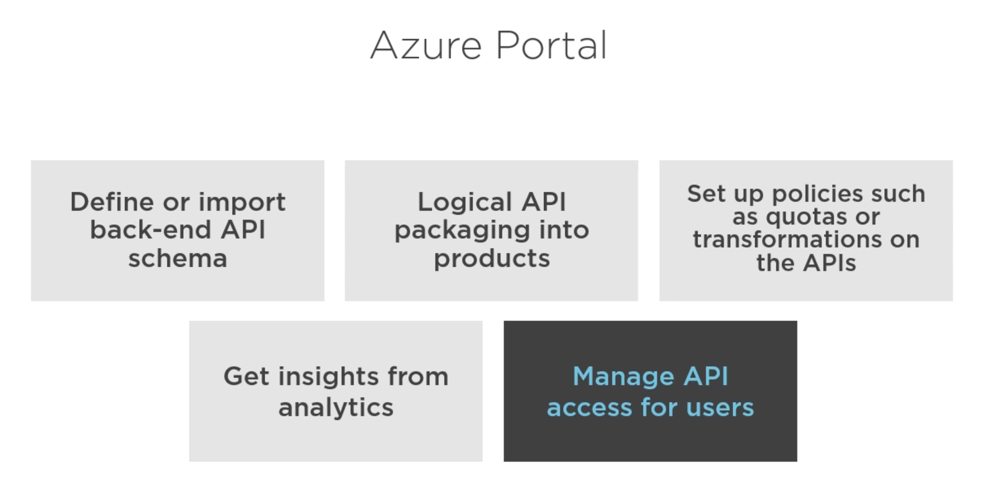 Azure Portal
Define or import
back-end API
schema
Logical API
packaging into
products
Set up policies such
as quotas or
transformations on
the APIs
Get insights from
analytics
Manage API
access for users